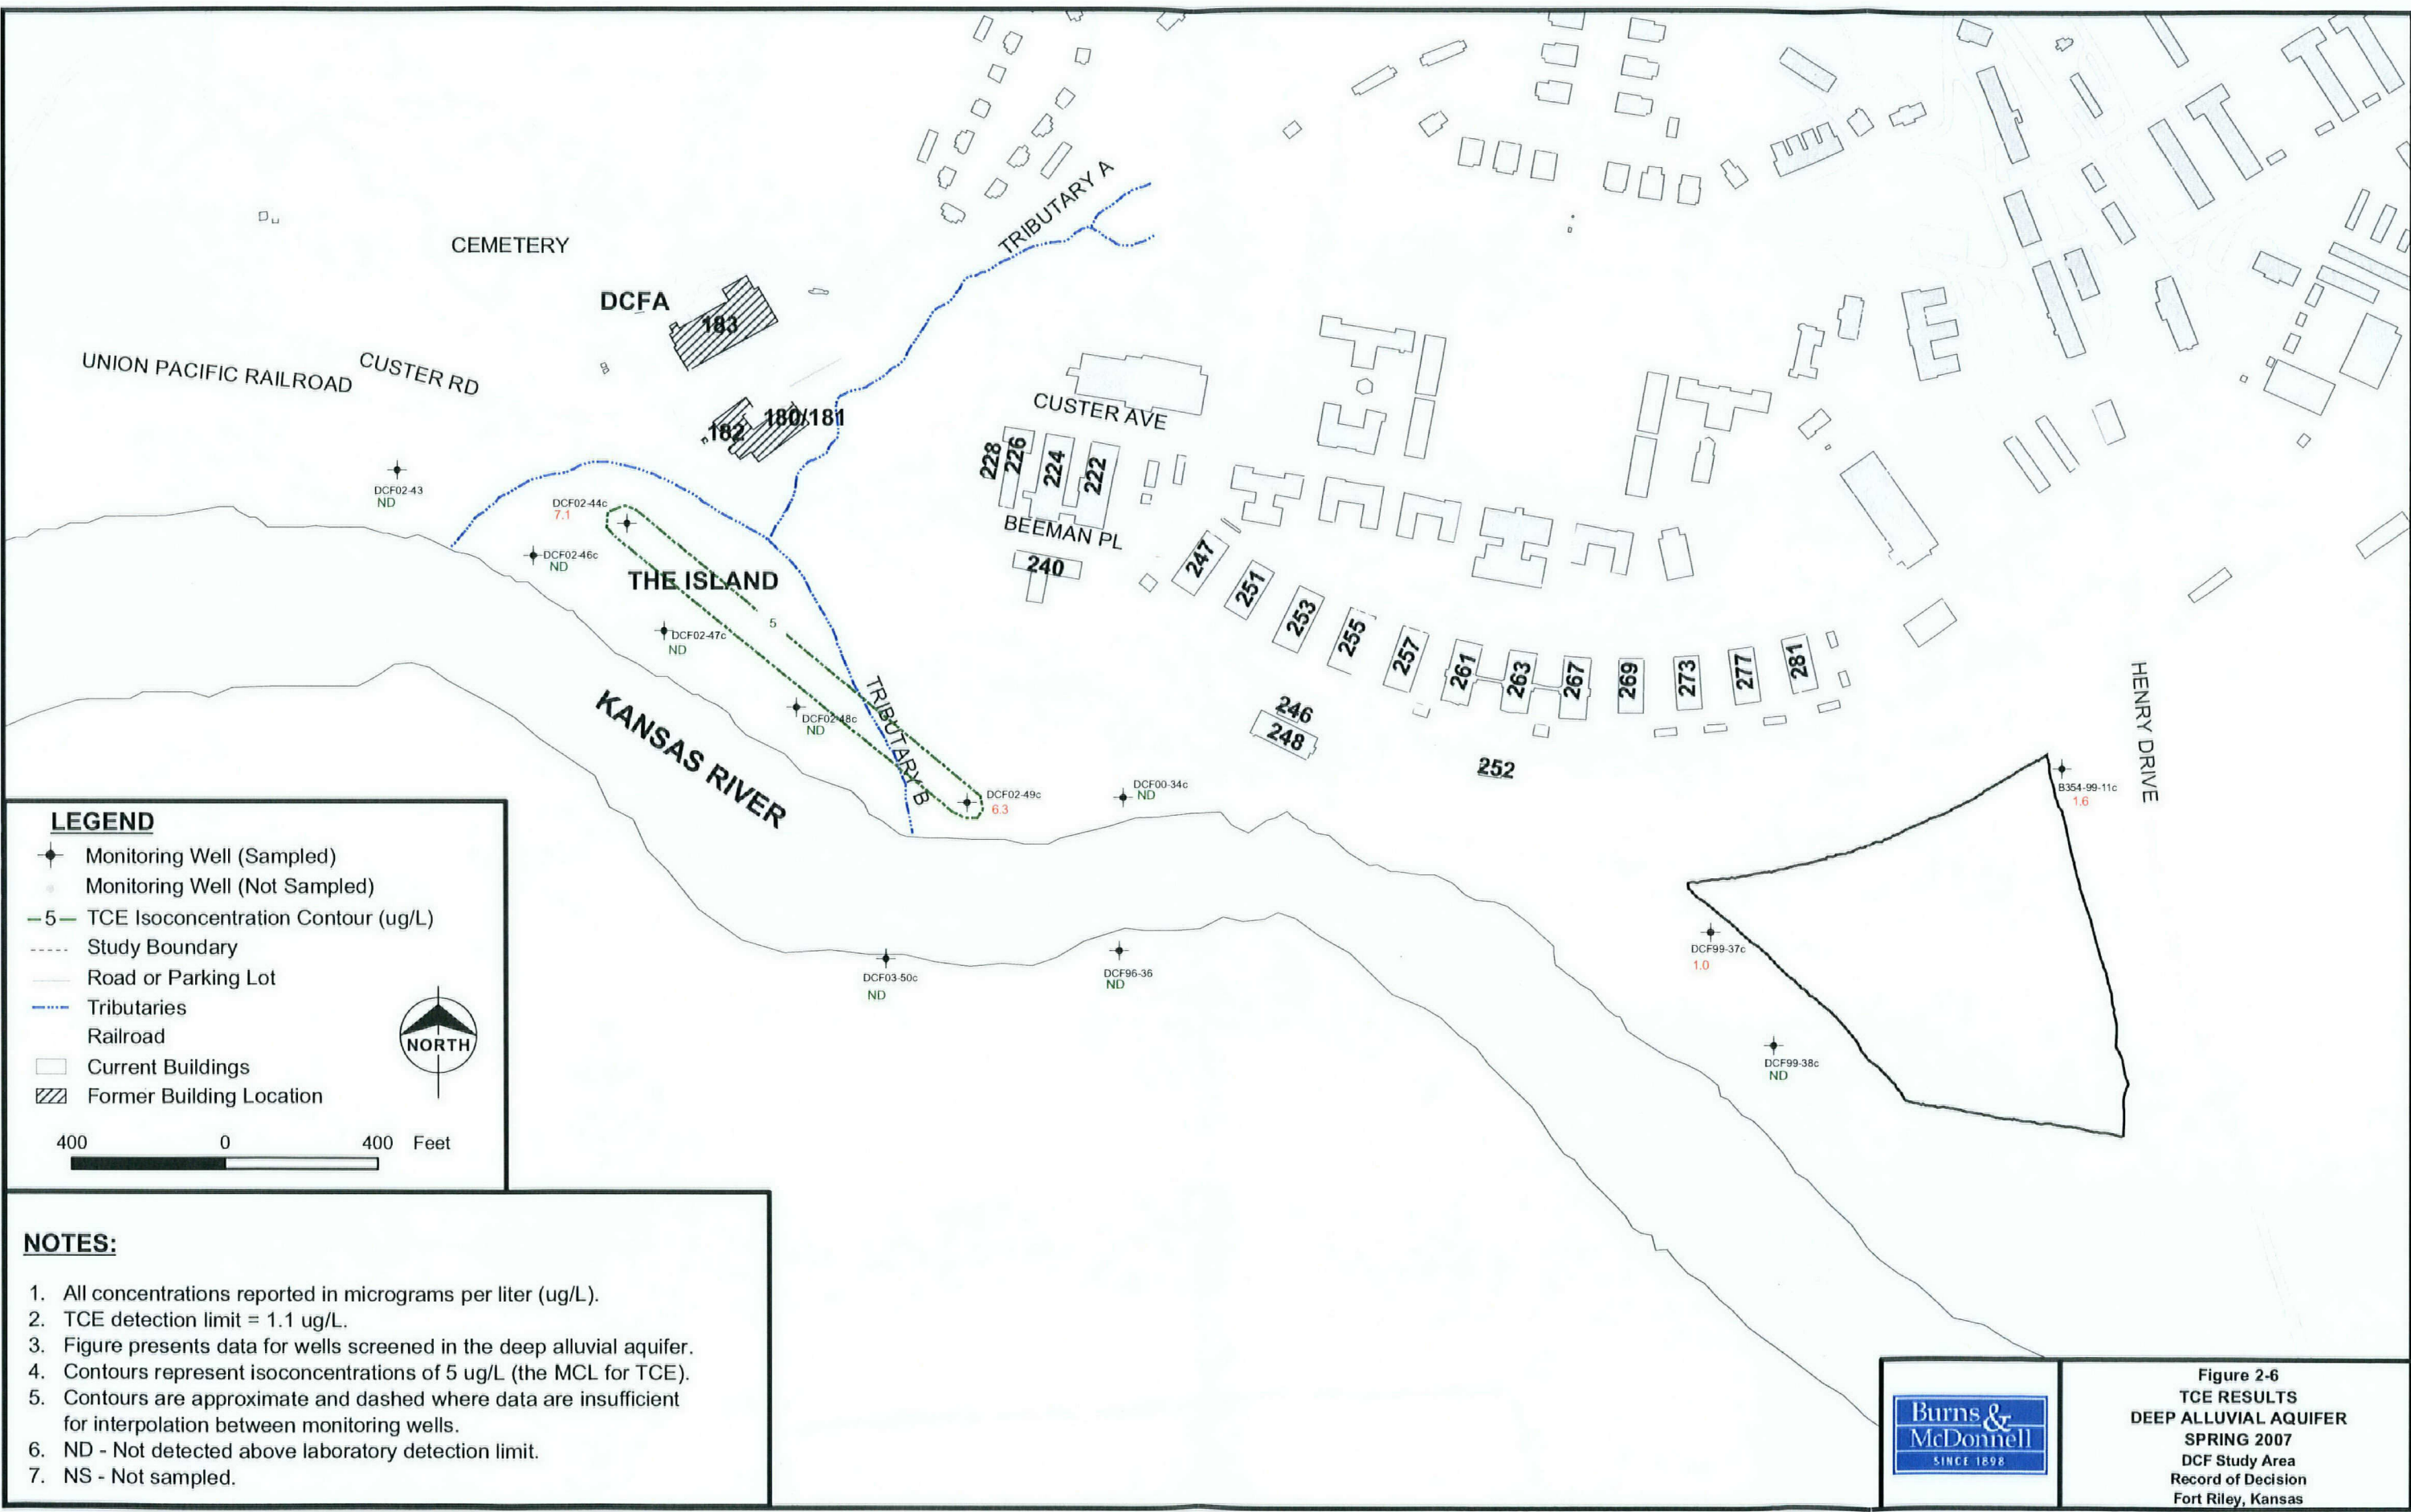 TRIBUTARY A
CEMETERY
DCFA
183
UNION PACIFIC RAILROAD
CUSTER RD
180/181
182
CUSTER AVE
228
226
224
222
DCF02-43
ND
DCF02-44c
7.1
BEEMAN PL
DCF02-46c
ND
240
247
251
253
255
257
261
263
267
269
273
277
281
THE ISLAND
5
DCF02-47c
ND
TRIBUTARY B
DCF02-48c
ND
KANSAS RIVER
246
248
252
HENRY DRIVE
DCF02-49c
6.3
DCF00-34c
ND
B354-99-11c
1.6
DCF99-37c
1.0
DCF03-50c
ND
DCF96-36
ND
DCF99-38c
ND
LEGEND
Monitoring Well (Sampled)
Monitoring Well (Not Sampled)
5 TCE Isoconcentration Contour (ug/L)
Study Boundary
Road or Parking Lot
Tributaries
Railroad
Current Buildings
Former Building Location
NORTH
400 0 400 Feet
NOTES:
1. All concentrations reported in micrograms per liter (ug/L).
2. TCE detection limit = 1.1 ug/L.
3. Figure presents data for wells screened in the deep alluvial aquifer.
4. Contours represent isoconcentrations of 5 ug/L (the MCL for TCE).
5. Contours are approximate and dashed where data are insufficient
for interpolation between monitoring wells.
6. ND - Not detected above laboratory detection limit.
7. NS - Not sampled.
Burns &
McDonnell
SINCE 1898
Figure 2-6
TCE RESULTS
DEEP ALLUVIAL AQUIFER
SPRING 2007
DCF Study Area
Record of Decision
Fort Riley, Kansas